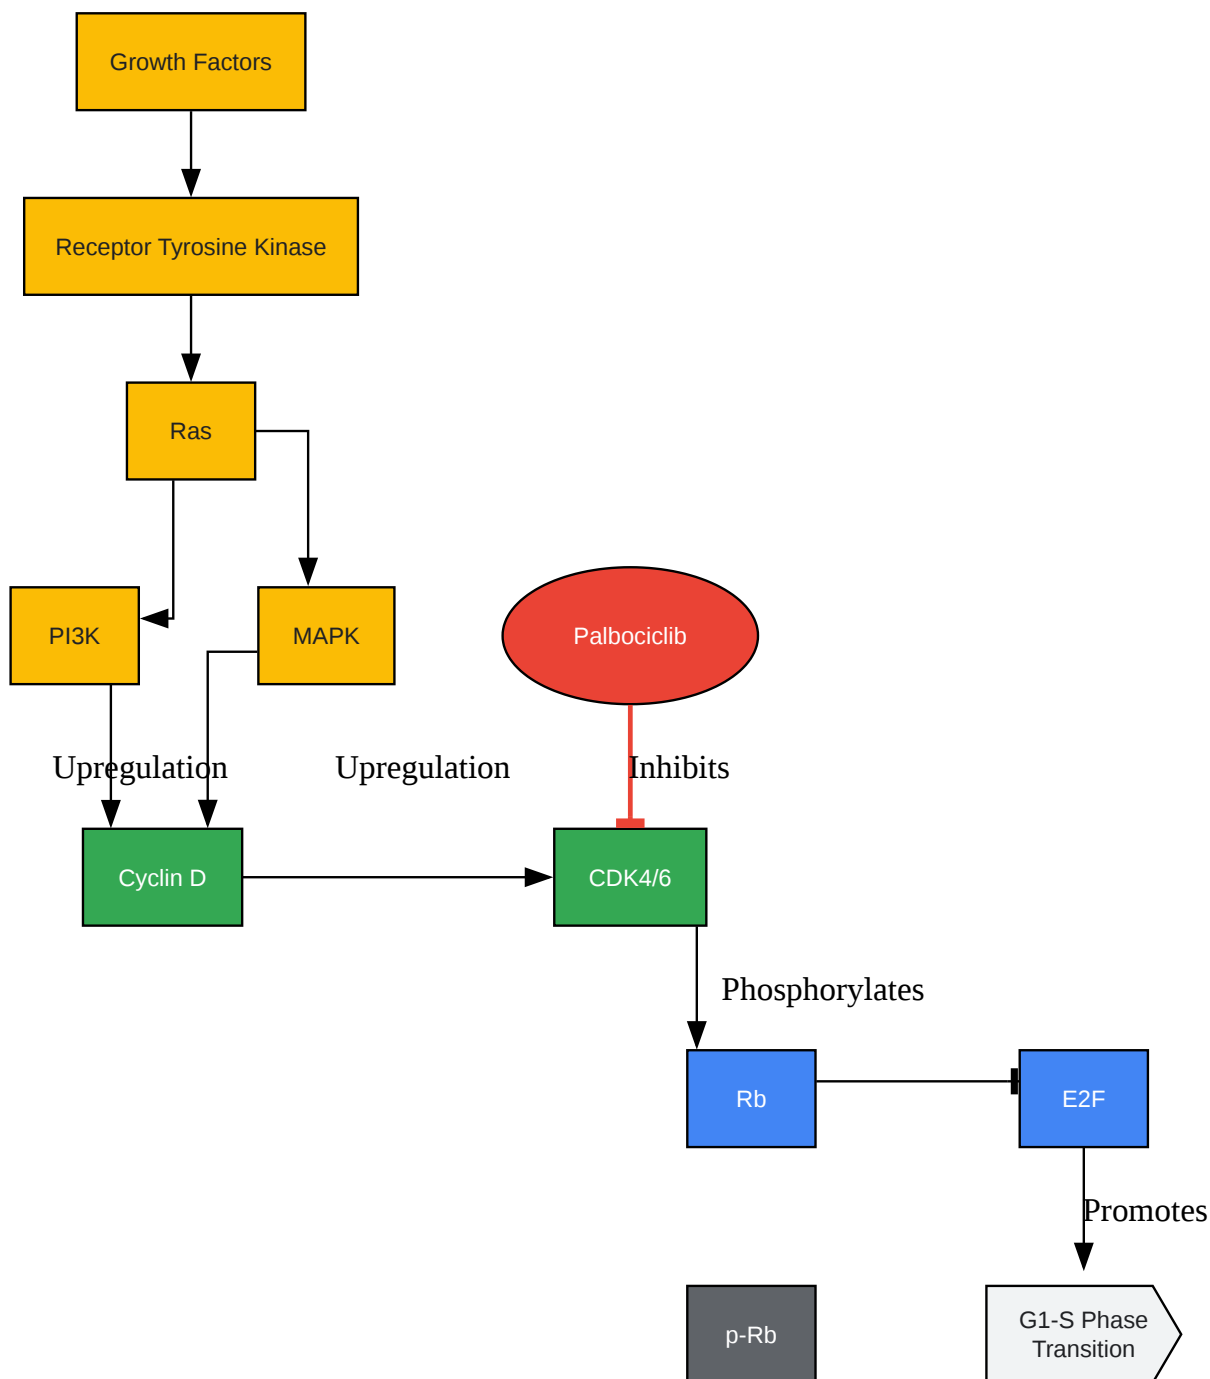 Growth Factors
Receptor Tyrosine Kinase
Ras
PI3K
MAPK
Palbociclib
Upregulation
Upregulation
Inhibits
Cyclin D
CDK4/6
Phosphorylates
Rb
E2F
Promotes
p-Rb
G1-S Phase
Transition